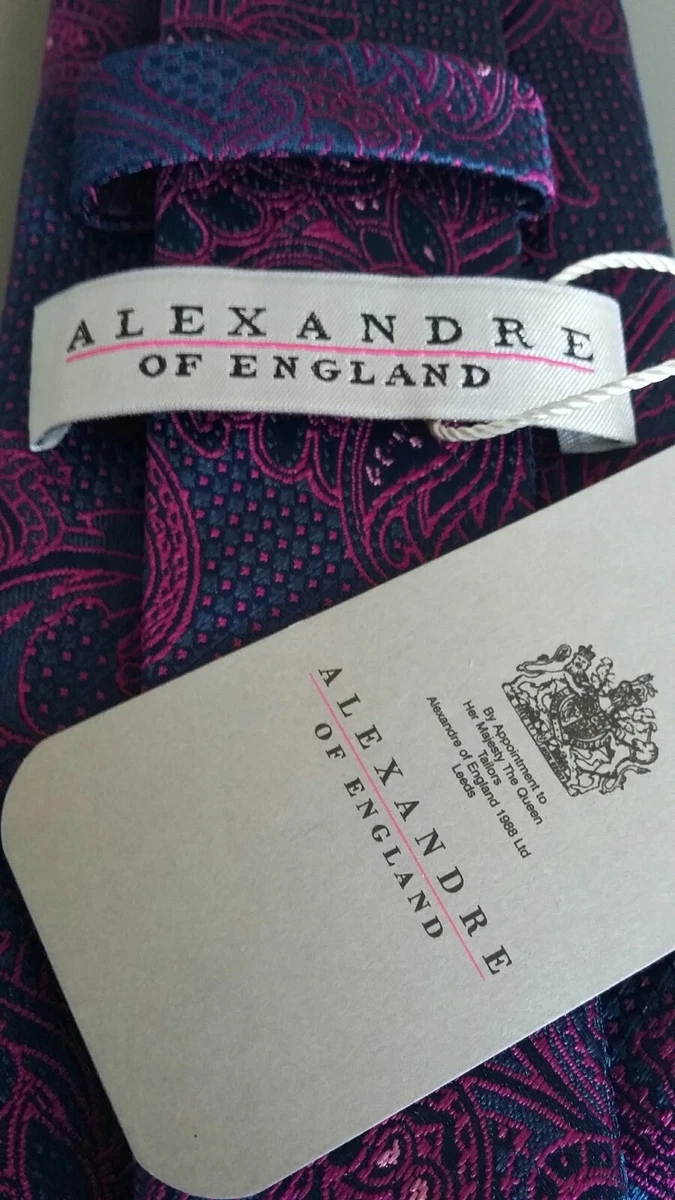 ALEXANDRE
OF ENGLAND
By Appointment to
Her Majesty The Queen
Tailors
Alexandre of England 1988 Ltd
Leeds
ALEXANDRE
OF ENGLAND